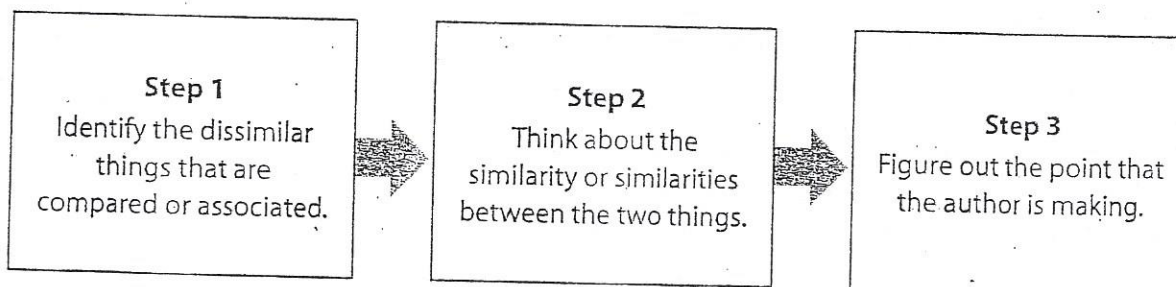 Step 1
Identify the dissimilar
things that are
compared or associated.
Step 2
Think about the
similarity or similarities
between the two things.
Step 3
Figure out the point that
the author is making.